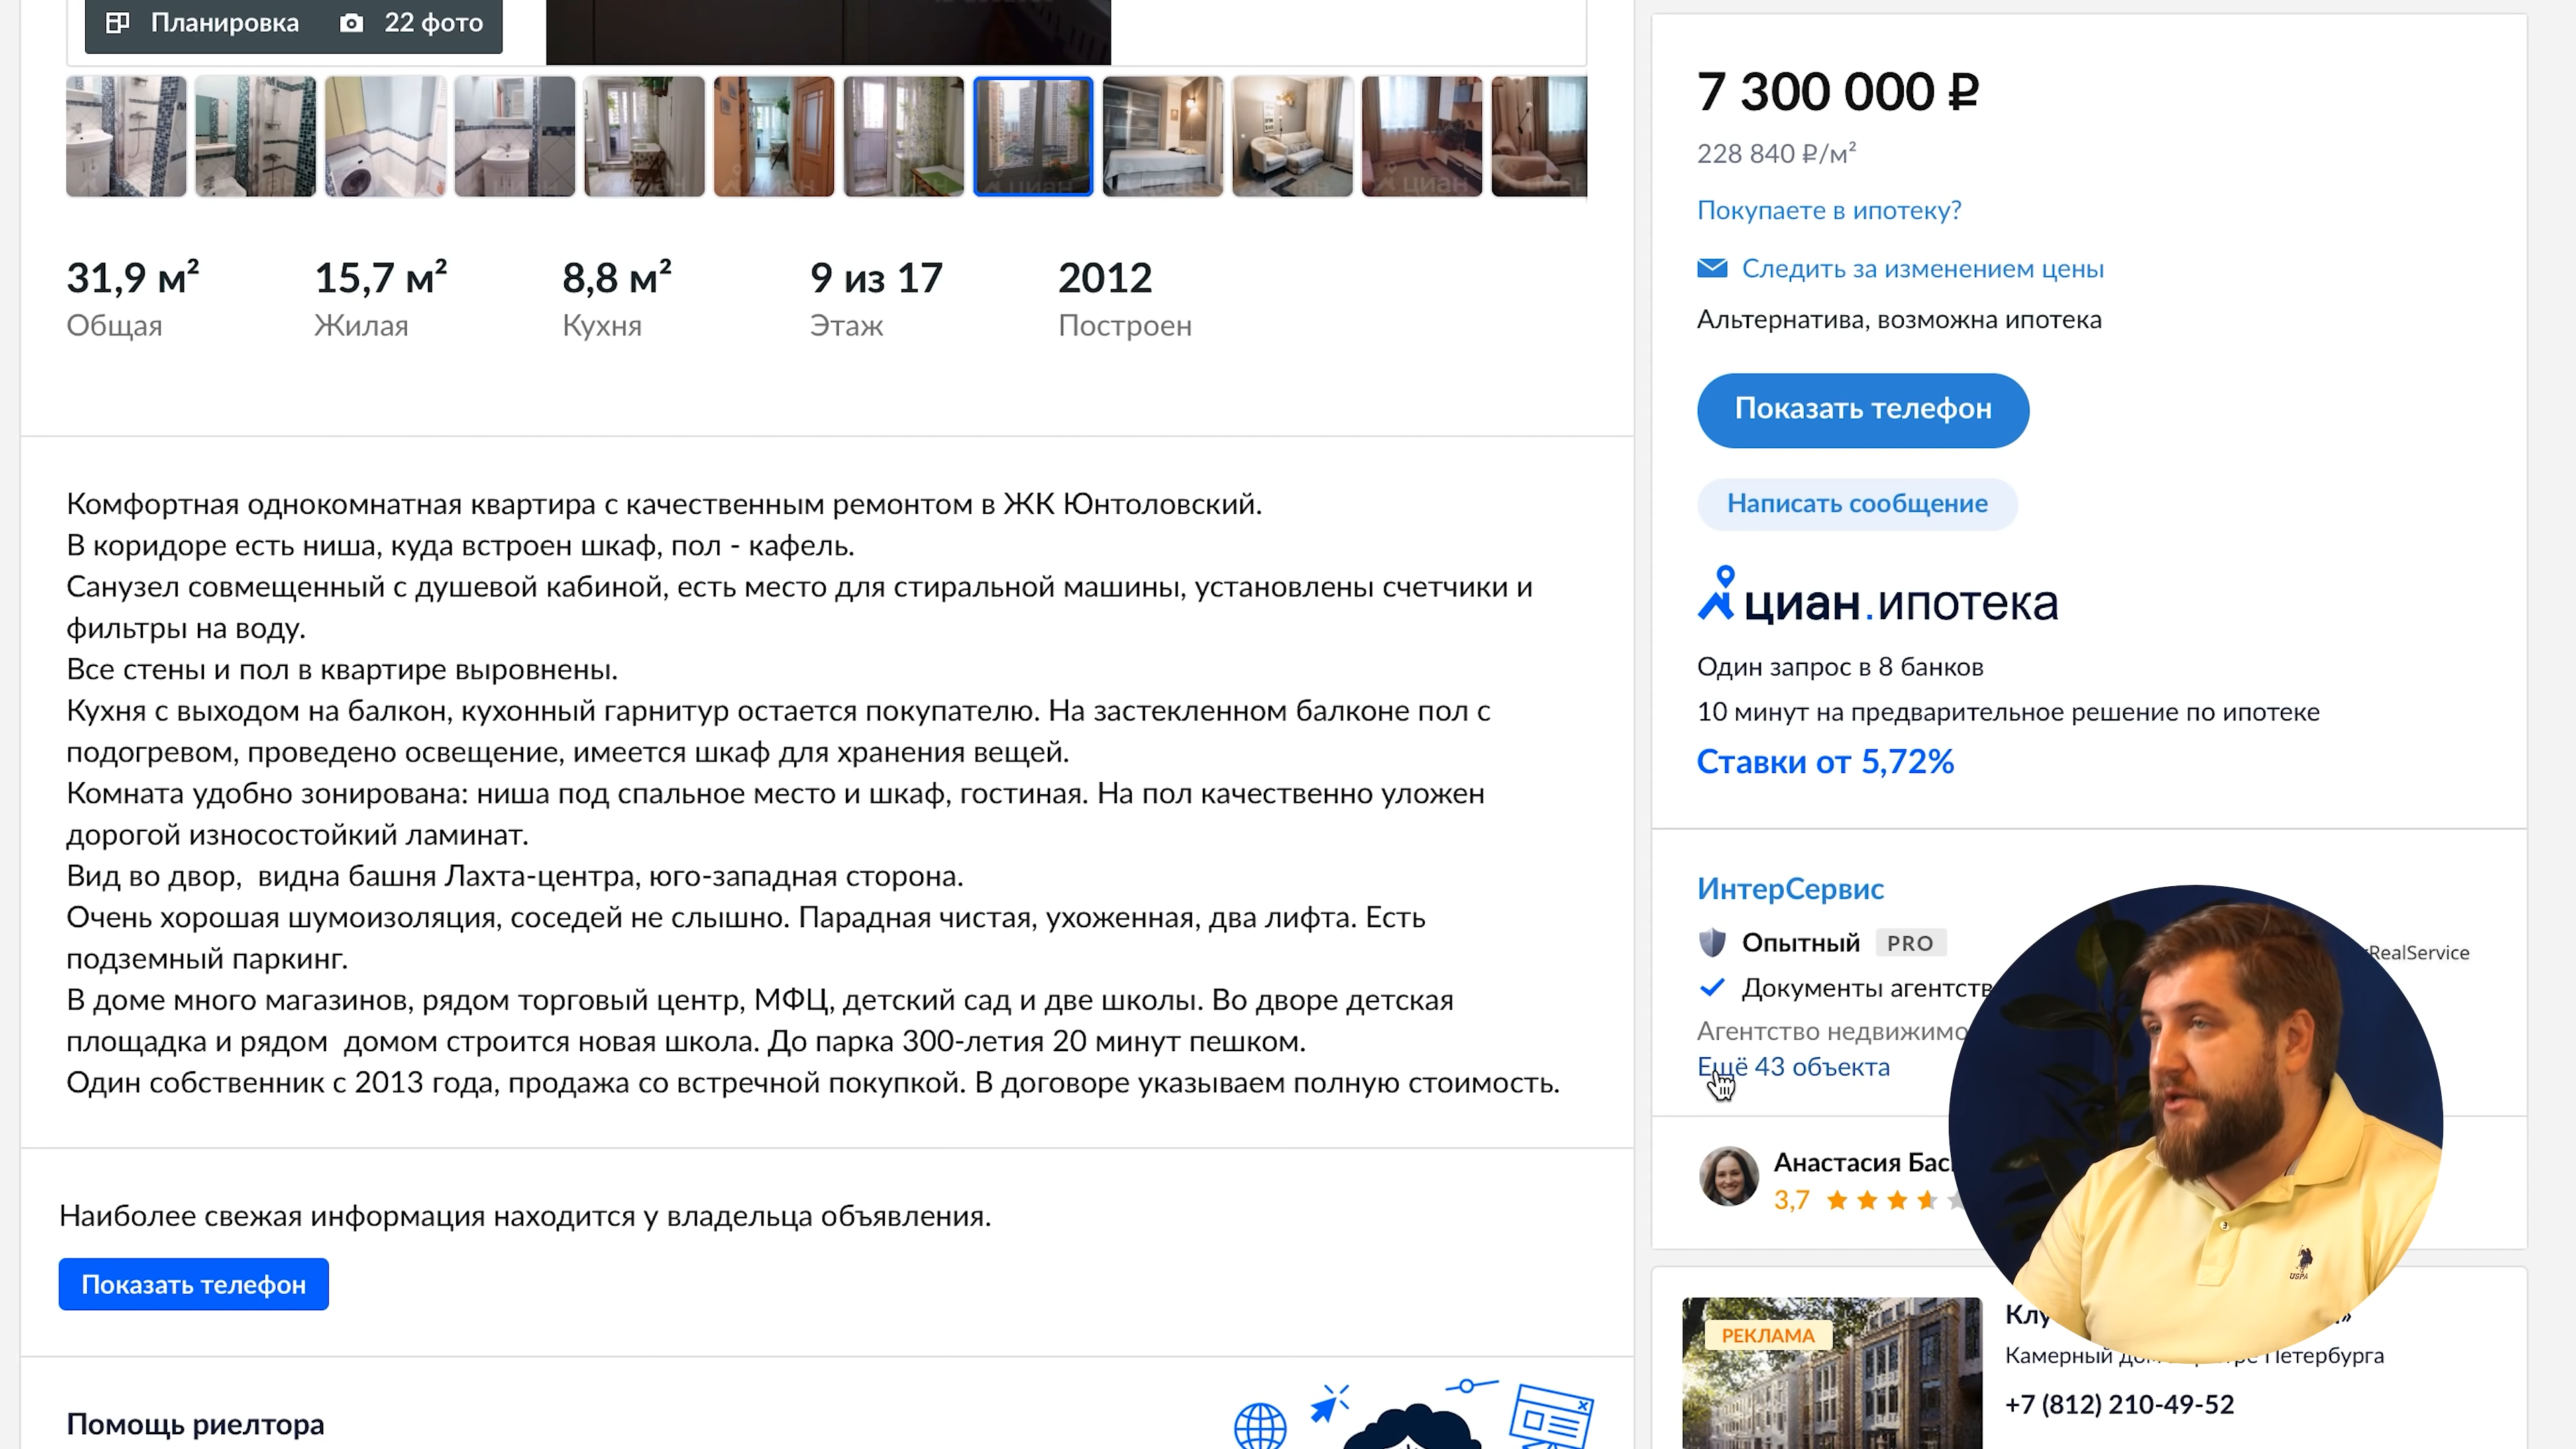 Планировка
22 фото
циан
31,9 м²
15,7 м²
8,8 м²
9 из 17
2012
Общая
Жилая
Кухня
Этаж
Построен
Комфортная однокомнатная квартира с качественным ремонтом в ЖК Юнтоловский.
В коридоре есть ниша, куда встроен шкаф, пол - кафель.
Санузел совмещенный с душевой кабиной, есть место для стиральной машины, установлены счетчики и
фильтры на воду.
Все стены и пол в квартире выровнены.
Кухня с выходом на балкон, кухонный гарнитур остается покупателю. На застекленном балконе пол с
подогревом, проведено освещение, имеется шкаф для хранения вещей.
Комната удобно зонирована: ниша под спальное место и шкаф, гостиная. На пол качественно уложен
дорогой износостойкий ламинат.
Вид во двор,  видна башня Лахта-центра, юго-западная сторона.
Очень хорошая шумоизоляция, соседей не слышно. Парадная чистая, ухоженная, два лифта. Есть
подземный паркинг.
В доме много магазинов, рядом торговый центр, МФЦ, детский сад и две школы. Во дворе детская
площадка и рядом  домом строится новая школа. До парка 300-летия 20 минут пешком.
Один собственник с 2013 года, продажа со встречной покупкой. В договоре указываем полную стоимость.
Наиболее свежая информация находится у владельца объявления.
Показать телефон
Помощь риелтора
7 300 000 ₽
228 840 ₽/м²
Покупаете в ипотеку?
Следить за изменением цены
Альтернатива, возможна ипотека
Показать телефон
Написать сообщение
циан.ипотека
Один запрос в 8 банков
10 минут на предварительное решение по ипотеке
Ставки от 5,72%
ИнтерСервис
Опытный PRO
RealService
Документы агентств
Агентство недвижимо
Ещё 43 объекта
Анастасия Бас
3,7
USPA
РЕКЛАМА
Клу
Камерный до
Петербурга
+7 (812) 210-49-52